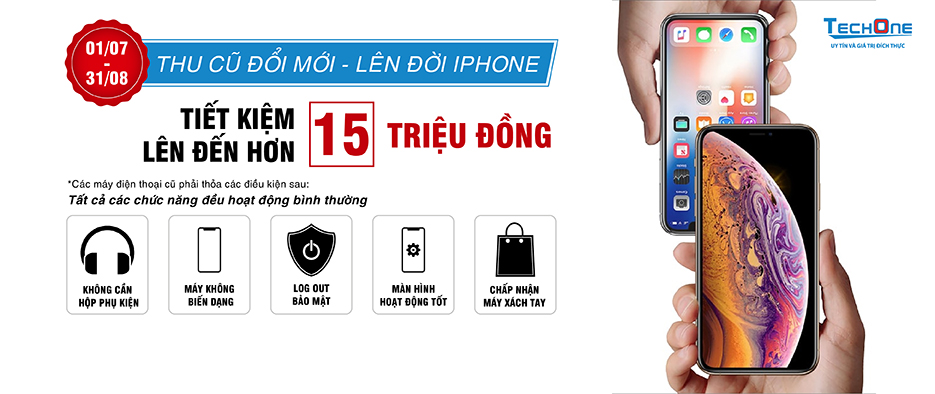 01/07
-
31/08
THU CŨ ĐỔI MỚI - LÊN ĐỜI IPHONE
TECHONE
UY TÍN VÀ GIÁ TRỊ ĐÍCH THỰC
TIẾT KIỆM
LÊN ĐẾN HƠN
15
TRIỆU ĐỒNG
*Các máy điện thoại cũ phải thỏa các điều kiện sau:
Tất cả các chức năng đều hoạt động bình thường
KHÔNG CẦN
HỘP PHỤ KIỆN
MÁY KHÔNG
BIẾN DẠNG
LOG OUT
BẢO MẬT
MÀN HÌNH
HOẠT ĐỘNG TỐT
CHẤP NHẬN
MÁY XÁCH TAY